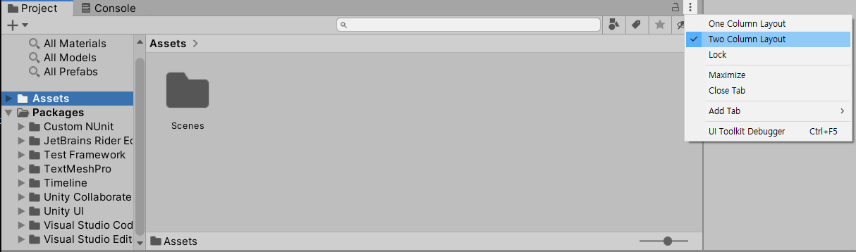 Project
Console
All Materials
All Models
All Prefabs
Assets
Packages
Custom NUnit
JetBrains Rider Ec
Test Framework
TextMeshPro
Timeline
Unity Collaborate
Unity UI
Visual Studio Cod
Visual Studio Edit
Assets >
Scenes
Assets
One Column Layout
Two Column Layout
Lock
Maximize
Close Tab
Add Tab
UI Toolkit Debugger Ctrl+F5